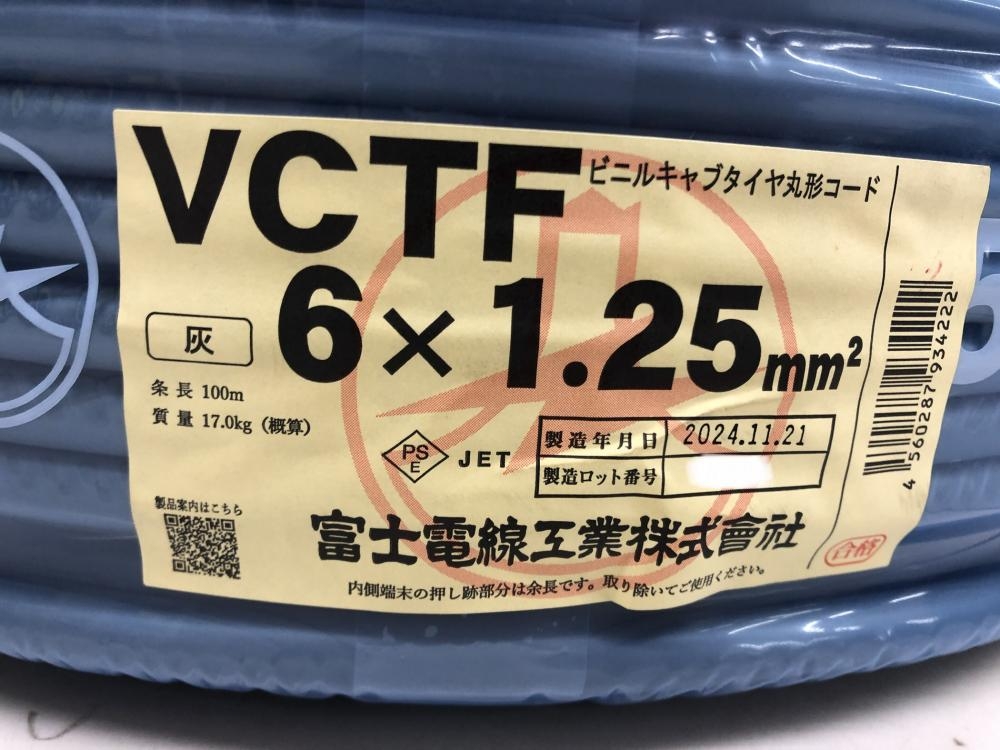 VCTF ビニルキャブタイヤ丸形コード
灰 6×1.25mm²
条長 100m
質量 17.0kg（概算）
PS E JET
製造年月日 2024.11.21
製造ロット番号
製品案内はこちら
富士電線工業株式會社
内側端末の押し跡部分は余長です。取り除いてご使用ください。
4560287934222
合格